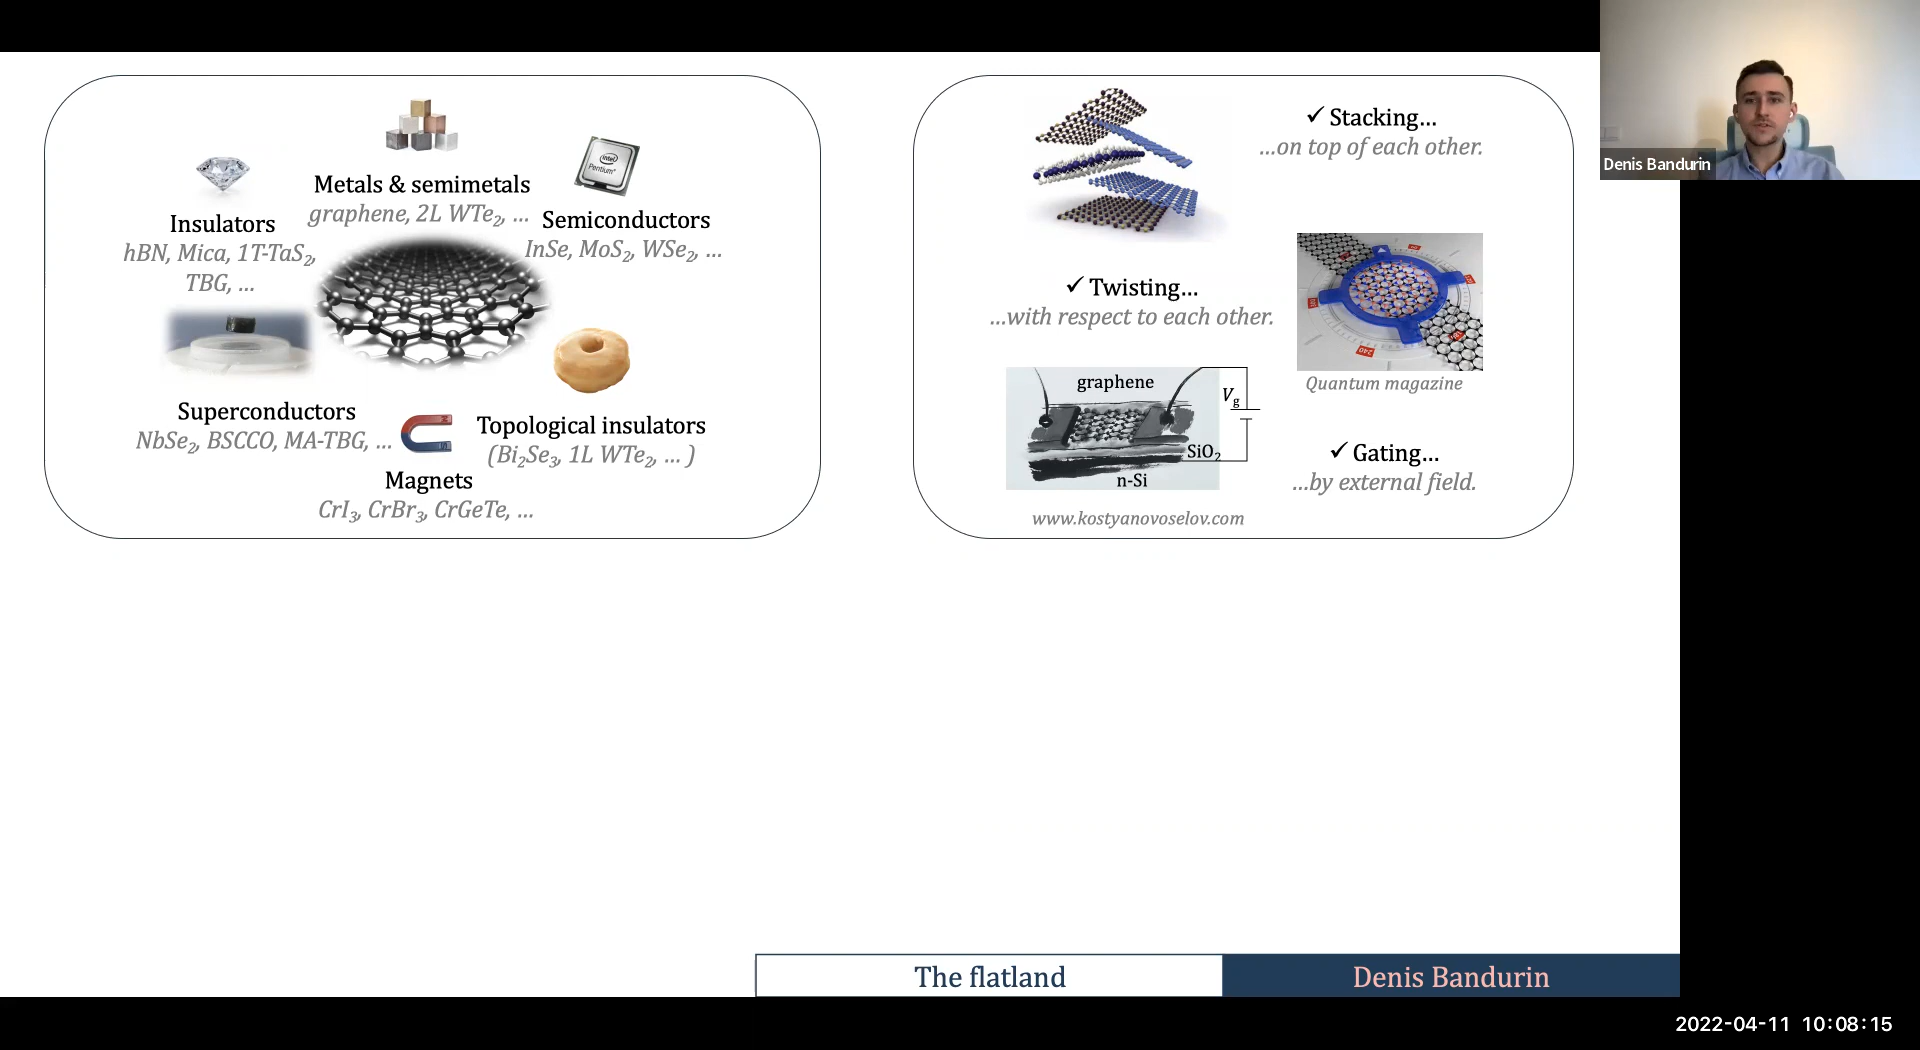 Metals & semimetals
graphene, 2L WTe₂, ...
intel
Pentium®
Insulators
hBN, Mica, 1T-TaS₂,
TBG, ...
Semiconductors
InSe, MoS₂, WSe₂, ...
Superconductors
NbSe₂, BSCCO, MA-TBG, ...
Topological insulators
(Bi₂Se₃, 1L WTe₂, ... )
Magnets
CrI₃, CrBr₃, CrGeTe, ...
✓ Stacking...
...on top of each other.
✓ Twisting...
...with respect to each other.
240
Quantum magazine
graphene
Vg
SiO₂
n-Si
www.kostyanovoselov.com
✓ Gating...
...by external field.
Denis Bandurin
The flatland
Denis Bandurin
2022-04-11 10:08:15